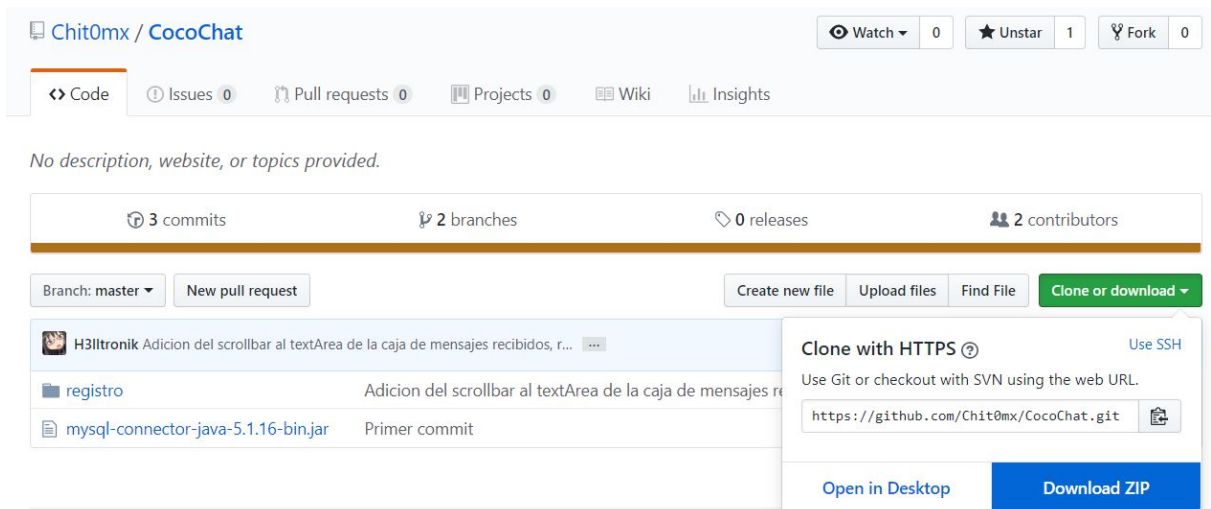 Chit0mx / CocoChat
Watch 0 Unstar 1 Fork 0
Code Issues 0 Pull requests 0 Projects 0 Wiki Insights
No description, website, or topics provided.
3 commits 2 branches 0 releases 2 contributors
Branch: master New pull request Create new file Upload files Find File Clone or download
H3lltronik Adicion del scrollbar al textArea de la caja de mensajes recibidos, r... ...
registro Adicion del scrollbar al textArea de la caja de mensajes re
mysql-connector-java-5.1.16-bin.jar Primer commit
Clone with HTTPS ? Use SSH
Use Git or checkout with SVN using the web URL.
https://github.com/Chit0mx/CocoChat.git
Open in Desktop Download ZIP